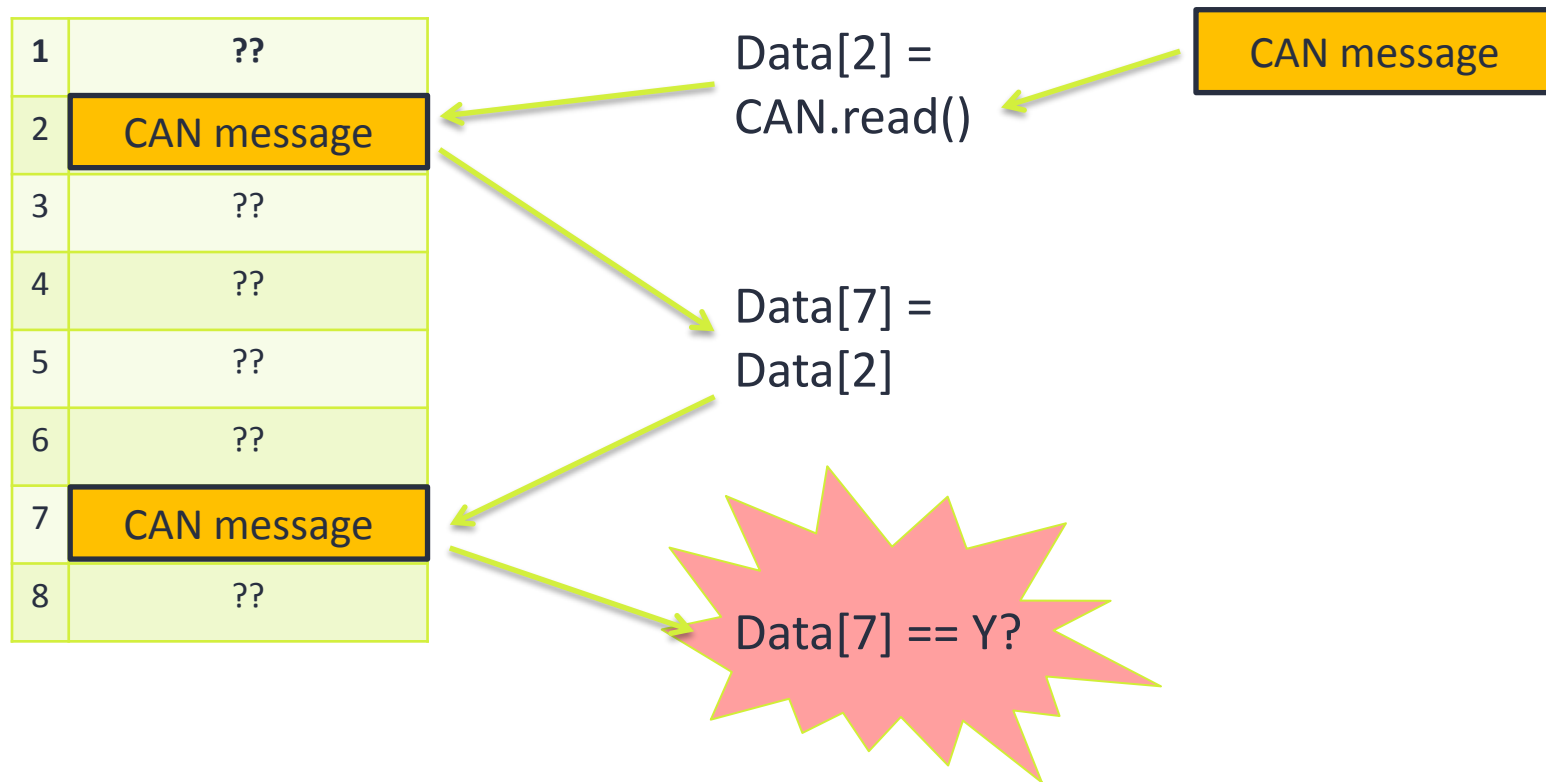 1 ??
2 CAN message
3 ??
4 ??
5 ??
6 ??
7 CAN message
8 ??
Data[2] =
CAN.read()
CAN message
Data[7] =
Data[2]
Data[7] == Y?